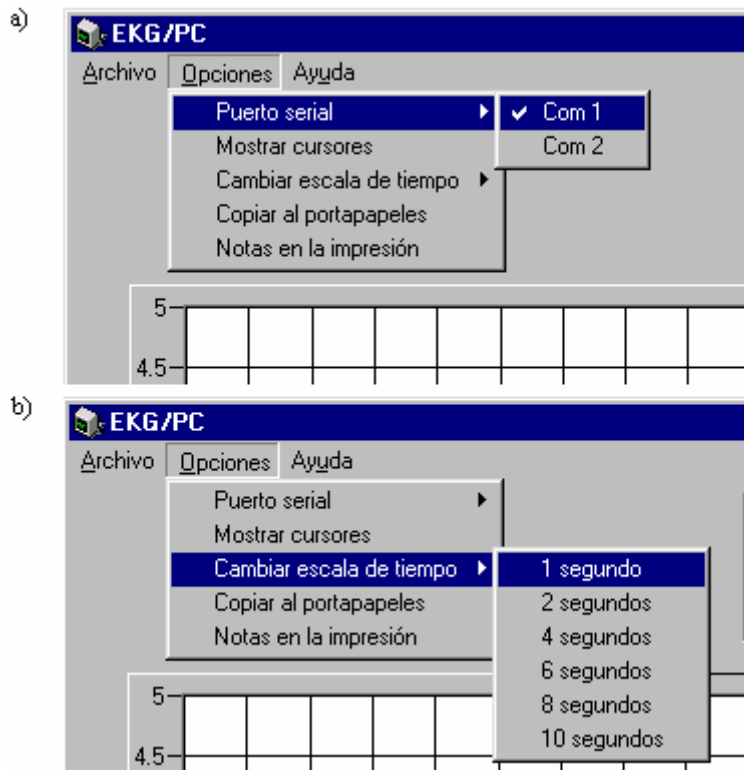 a)
EKG/PC
Archivo Opciones Ayuda
Puerto serial Com 1
Mostrar cursores Com 2
Cambiar escala de tiempo
Copiar al portapapeles
Notas en la impresión
5
4.5
b)
EKG/PC
Archivo Opciones Ayuda
Puerto serial
Mostrar cursores
Cambiar escala de tiempo 1 segundo
Copiar al portapapeles 2 segundos
Notas en la impresión 4 segundos
6 segundos
5 8 segundos
10 segundos
4.5